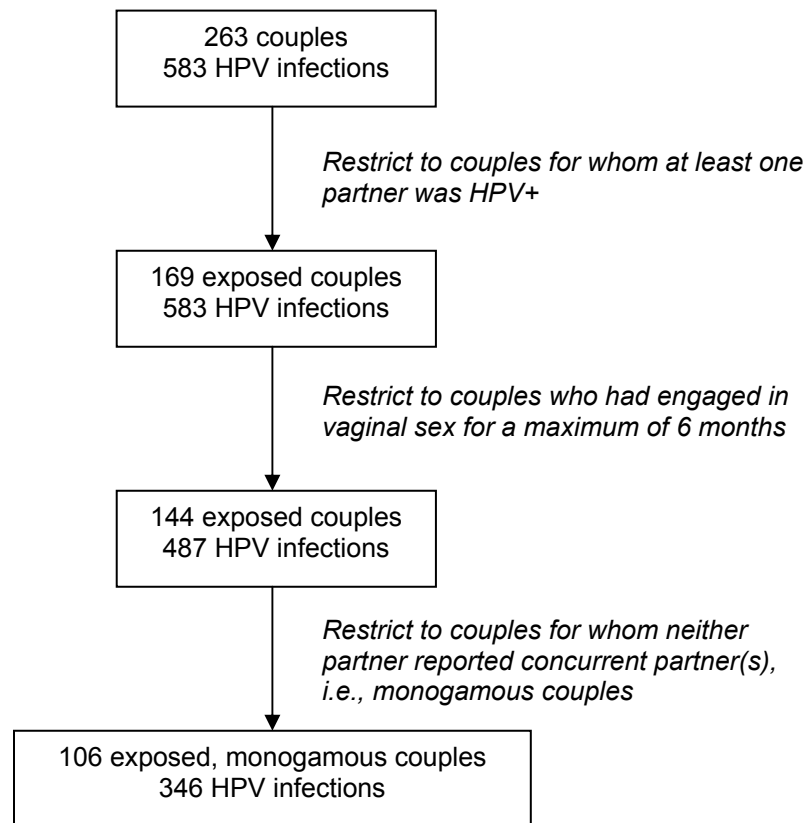 263 couples
583 HPV infections
Restrict to couples for whom at least one
partner was HPV+
169 exposed couples
583 HPV infections
Restrict to couples who had engaged in
vaginal sex for a maximum of 6 months
144 exposed couples
487 HPV infections
Restrict to couples for whom neither
partner reported concurrent partner(s),
i.e., monogamous couples
106 exposed, monogamous couples
346 HPV infections